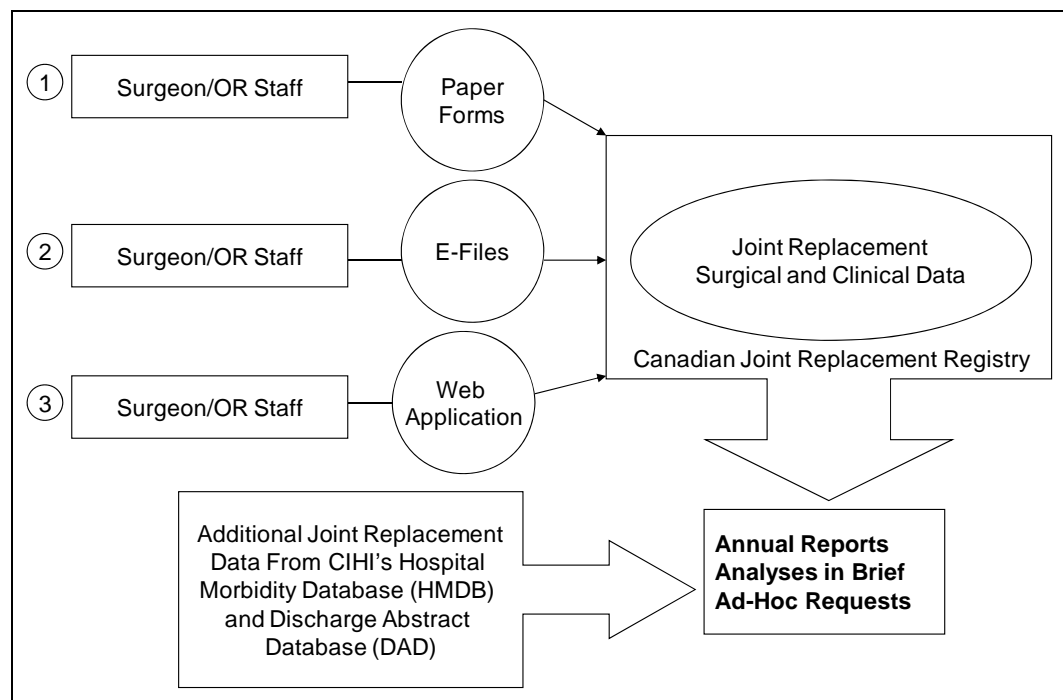 1
Surgeon/OR Staff
Paper
Forms
2
Surgeon/OR Staff
E-Files
3
Surgeon/OR Staff
Web
Application
Joint Replacement
Surgical and Clinical Data
Canadian Joint Replacement Registry
Additional Joint Replacement
Data From CIHI’s Hospital
Morbidity Database (HMDB)
and Discharge Abstract
Database (DAD)
Annual Reports
Analyses in Brief
Ad-Hoc Requests